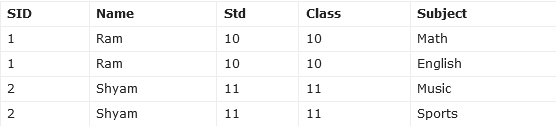 SID Name Std Class Subject
1 Ram 10 10 Math
1 Ram 10 10 English
2 Shyam 11 11 Music
2 Shyam 11 11 Sports